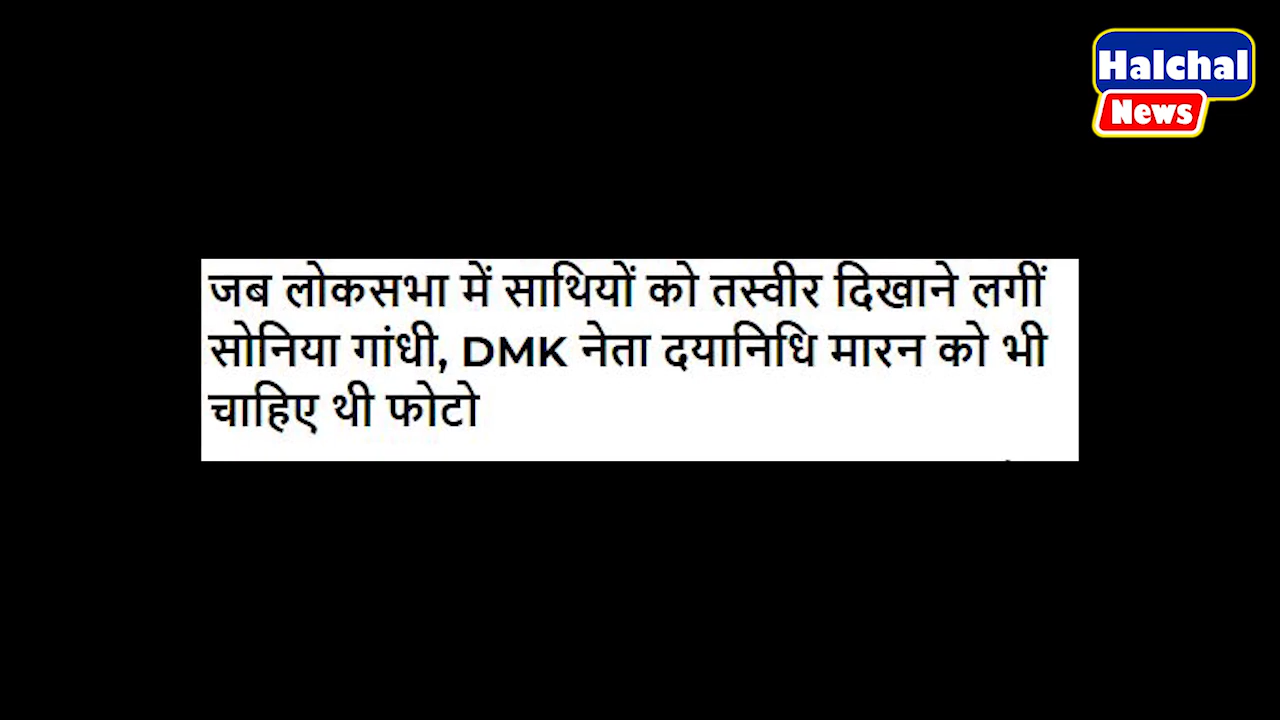 Halchal
News
जब लोकसभा में साथियों को तस्वीर दिखाने लगीं
सोनिया गांधी, DMK नेता दयानिधि मारन को भी
चाहिए थी फोटो